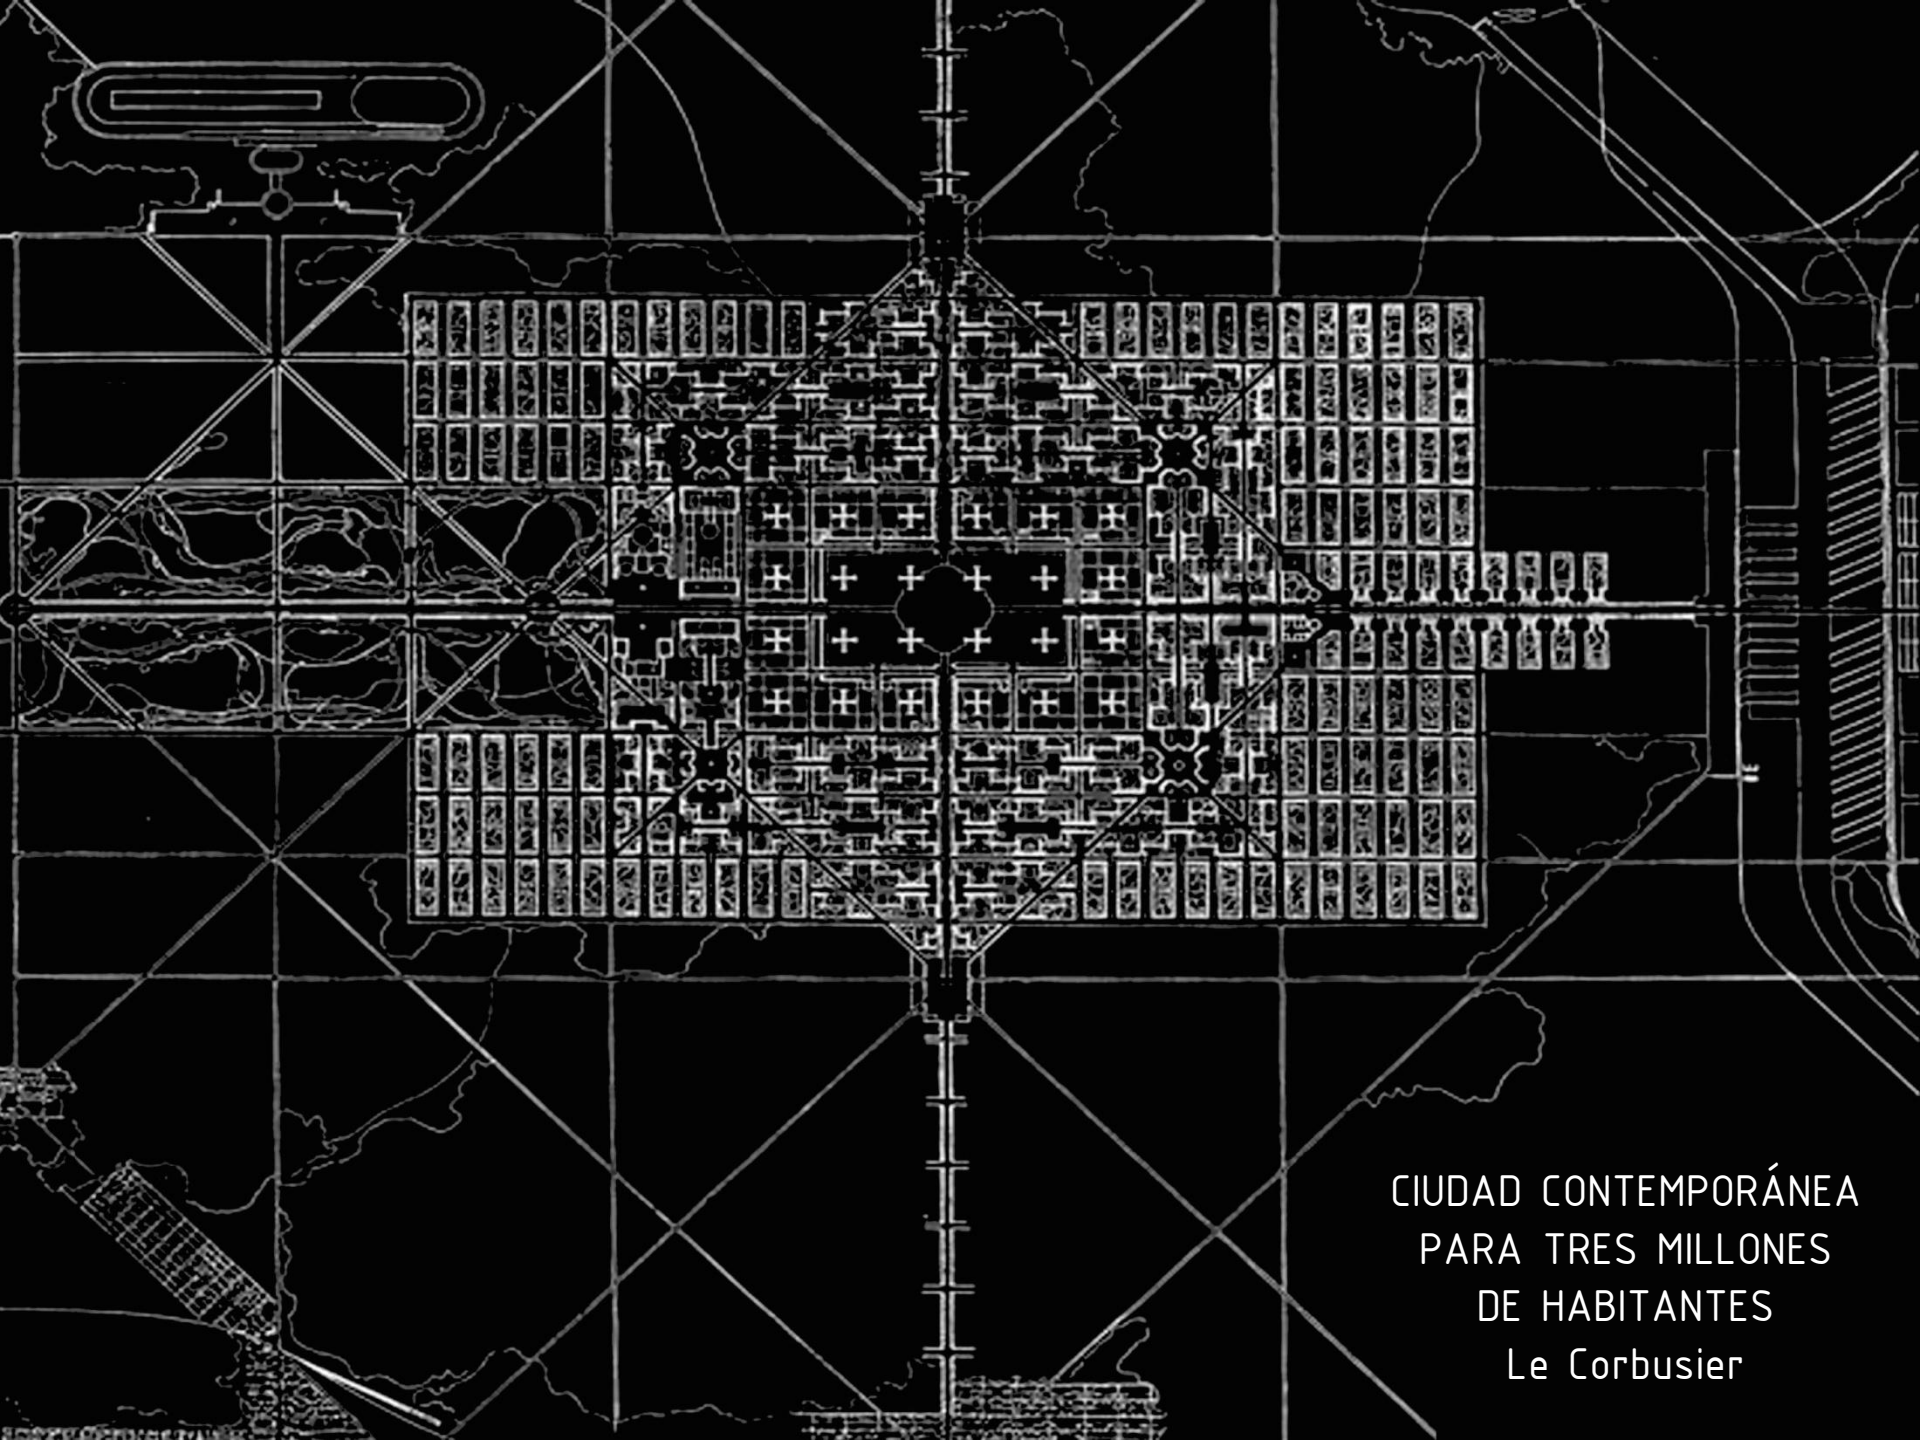 CIUDAD CONTEMPORÁNEA
PARA TRES MILLONES
DE HABITANTES
Le Corbusier